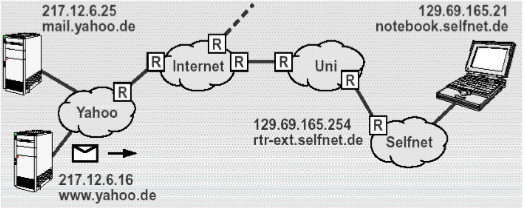 217.12.6.25
mail.yahoo.de
129.69.165.21
notebook.selfnet.de
R
Internet
R
R
Uni
R
R
Yahoo
129.69.165.254
rtr-ext.selfnet.de
R
Selfnet
217.12.6.16
www.yahoo.de